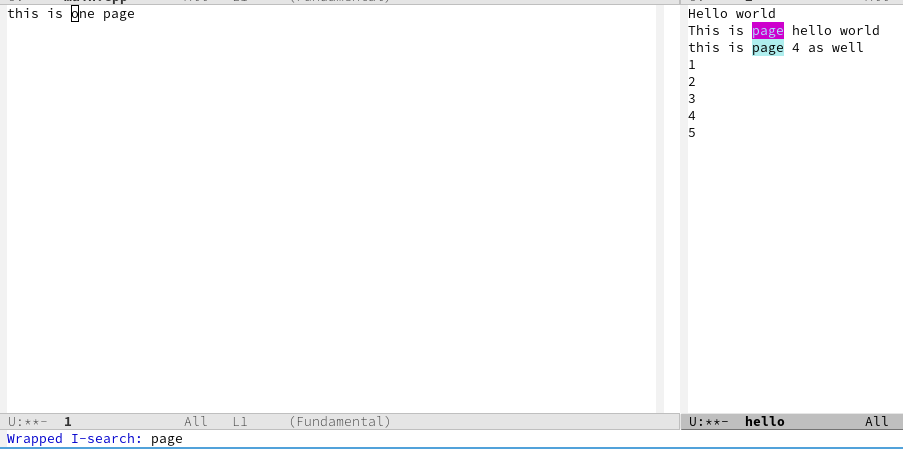 this is one page
U:**-  1              All   L1     (Fundamental)
Hello world
This is page hello world
this is page 4 as well
1
2
3
4
5
U:**-  hello          All
Wrapped I-search: page